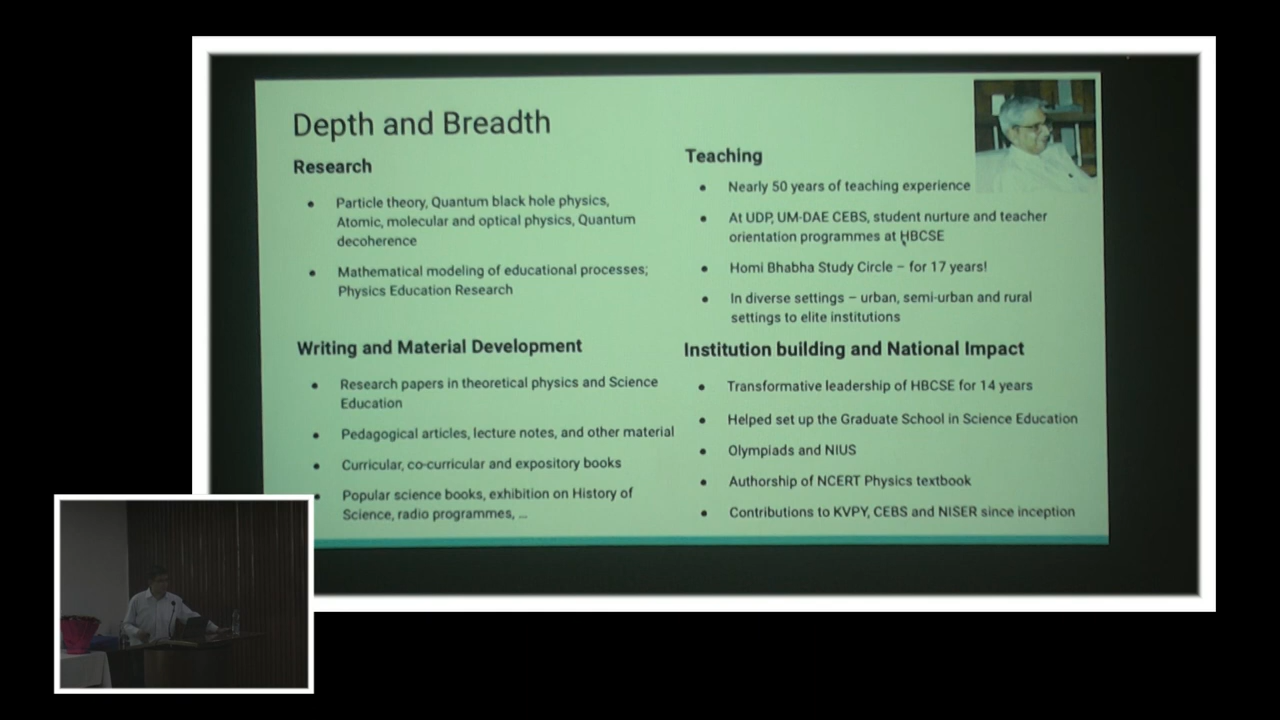 Depth and Breadth
Research
• Particle theory, Quantum black hole physics,
Atomic, molecular and optical physics, Quantum
decoherence
• Mathematical modeling of educational processes;
Physics Education Research
Teaching
• Nearly 50 years of teaching experience
• At UDP, UM-DAE CEBS, student nurture and teacher
orientation programmes at HBCSE
• Homi Bhabha Study Circle – for 17 years!
• In diverse settings – urban, semi-urban and rural
settings to elite institutions
Writing and Material Development
• Research papers in theoretical physics and Science
Education
• Pedagogical articles, lecture notes, and other material
• Curricular, co-curricular and expository books
• Popular science books, exhibition on History of
Science, radio programmes, ...
Institution building and National Impact
• Transformative leadership of HBCSE for 14 years
• Helped set up the Graduate School in Science Education
• Olympiads and NIUS
• Authorship of NCERT Physics textbook
• Contributions to KVPY, CEBS and NISER since inception